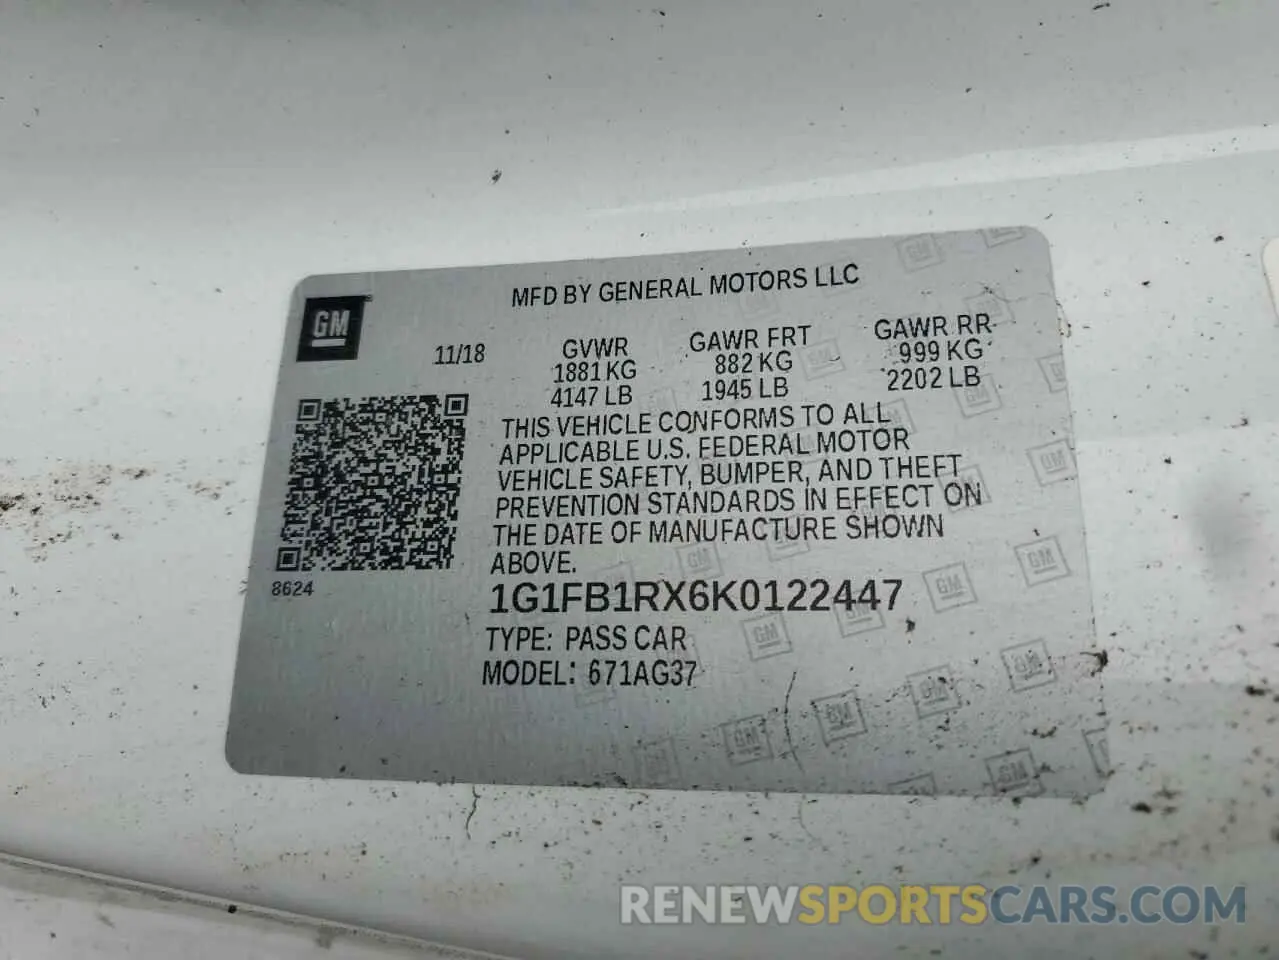 MFD BY GENERAL MOTORS LLC
GM
11/18 GVWR GAWR FRT GAWR RR
1881 KG 882 KG 999 KG
4147 LB 1945 LB 2202 LB
THIS VEHICLE CONFORMS TO ALL
APPLICABLE U.S. FEDERAL MOTOR
VEHICLE SAFETY, BUMPER, AND THEFT
PREVENTION STANDARDS IN EFFECT ON
THE DATE OF MANUFACTURE SHOWN
ABOVE.
8624
1G1FB1RX6K0122447
TYPE: PASS CAR
MODEL: 671AG37
RENEWSPORTSCARS.COM